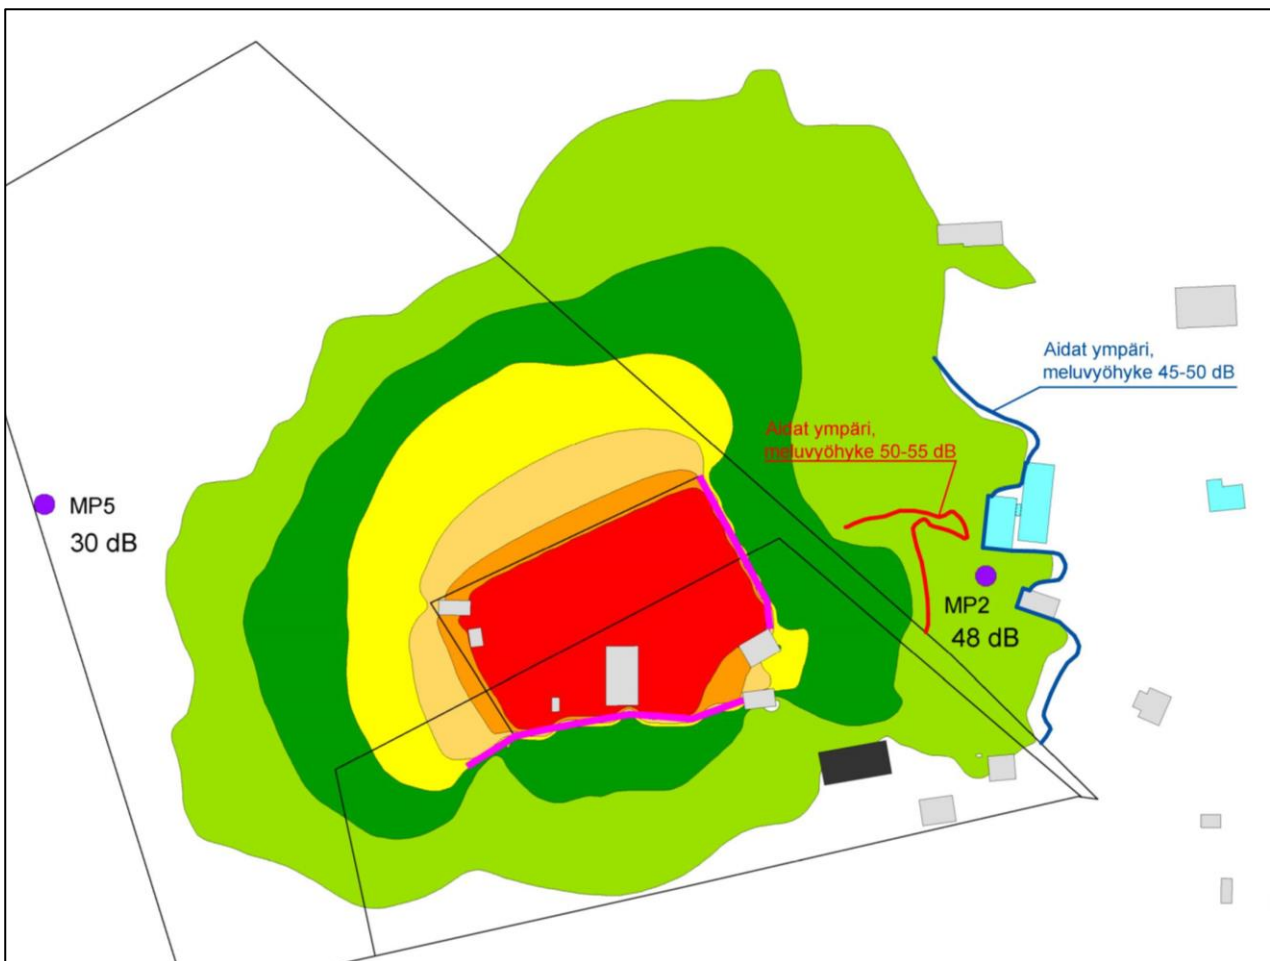 Aidat ympäri,
meluvyöhyke 45-50 dB
Aidat ympäri,
meluvyöhyke 50-55 dB
MP5
30 dB
MP2
48 dB